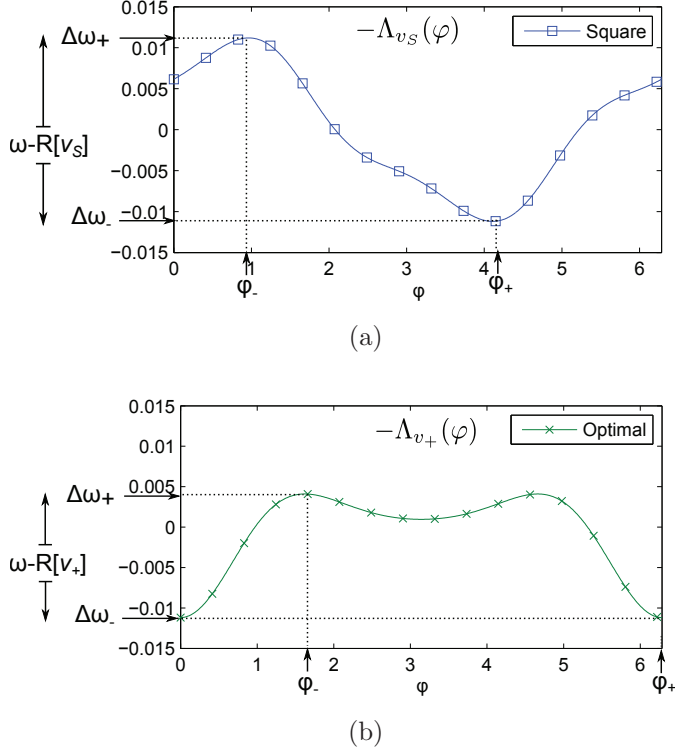 0.015
Δω+
0.01
−Λ_{v_S}(φ)
Square
0.005
0
ω-R[v_S]
−0.005
Δω-
−0.01
−0.015
0 1 2 3 4 5 6
φ- φ φ+
(a)
0.015
−Λ_{v_+}(φ)
Optimal
0.01
Δω+
0.005
0
ω-R[v_+]
−0.005
Δω-
−0.01
−0.015
0 1 2 3 4 5 6
φ- φ φ+
(b)